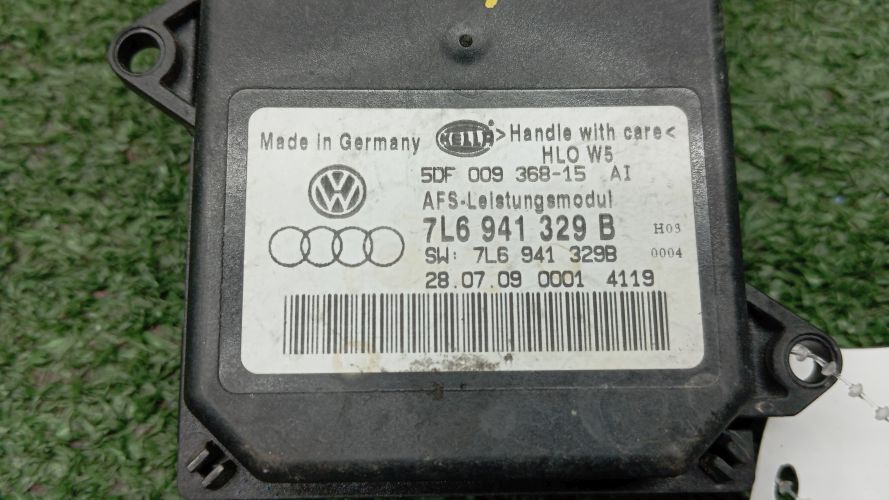 Made in Germany HELLA >Handle with care<
HLO W5
5DF 009 368-15 AI
AFS-Leistungsmodul
7L6 941 329 B H03
SW: 7L6 941 329B 0004
28.07.09 0001 4119